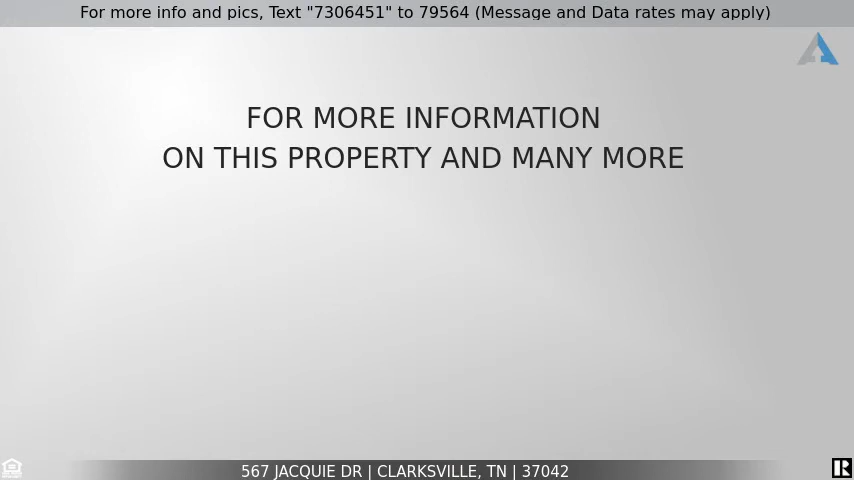 For more info and pics, Text "7306451" to 79564 (Message and Data rates may apply)
FOR MORE INFORMATION
ON THIS PROPERTY AND MANY MORE
567 JACQUIE DR | CLARKSVILLE, TN | 37042